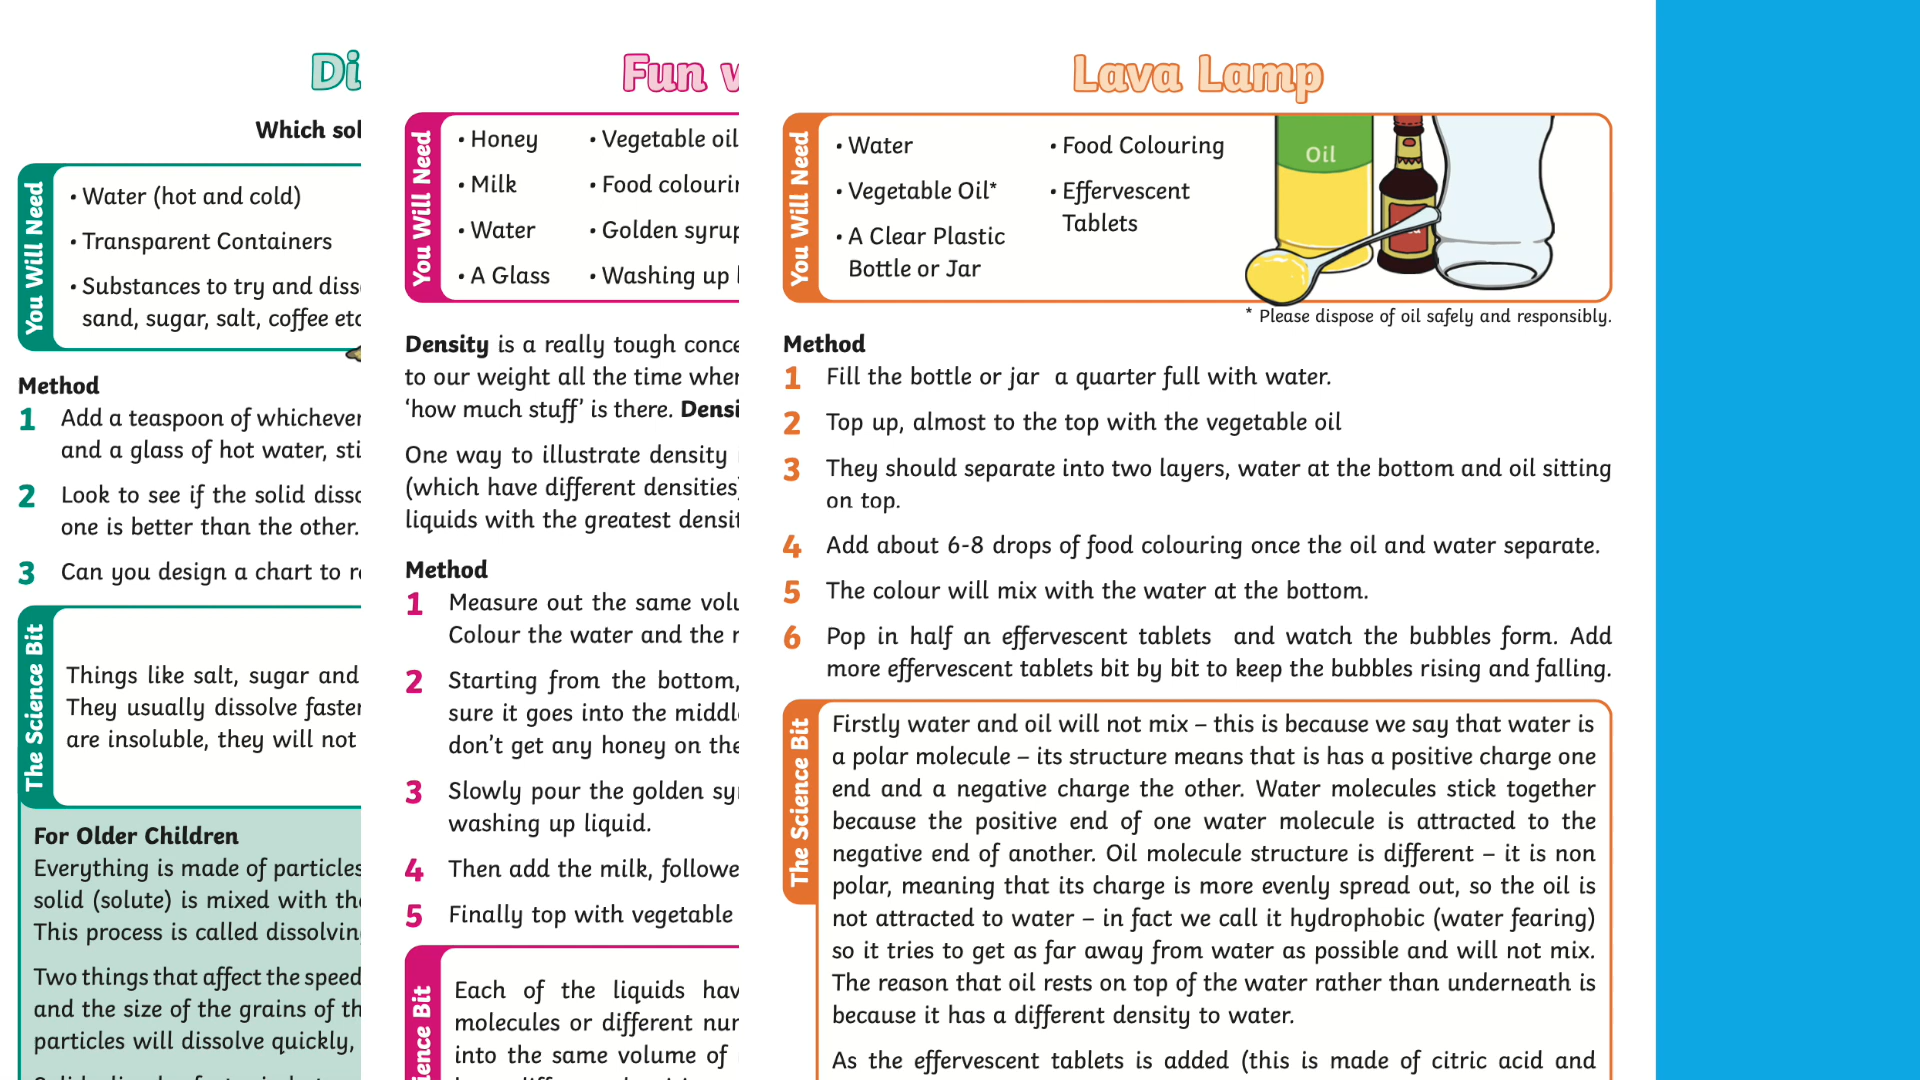 Di
Which sol
You Will Need
• Water (hot and cold)
• Transparent Containers
• Substances to try and diss
sand, sugar, salt, coffee etc
Method
1 Add a teaspoon of whichever
and a glass of hot water, sti
2 Look to see if the solid disso
one is better than the other.
3 Can you design a chart to re
The Science Bit
Things like salt, sugar and
They usually dissolve faster
are insoluble, they will not
For Older Children
Everything is made of particles
solid (solute) is mixed with the
This process is called dissolving
Two things that affect the speed
and the size of the grains of th
particles will dissolve quickly,
Fun w
You Will Need
• Honey
• Milk
• Water
• A Glass
• Vegetable oil
• Food colourin
• Golden syrup
• Washing up l
Density is a really tough conce
to our weight all the time when
‘how much stuff’ is there. Densi
One way to illustrate density
(which have different densities)
liquids with the greatest densit
Method
1 Measure out the same volu
Colour the water and the m
2 Starting from the bottom,
sure it goes into the middle
don’t get any honey on the
3 Slowly pour the golden syr
washing up liquid.
4 Then add the milk, followe
5 Finally top with vegetable
ience Bit
Each of the liquids hav
molecules or different num
into the same volume of
Lava Lamp
You Will Need
• Water
• Vegetable Oil*
• A Clear Plastic
Bottle or Jar
• Food Colouring
• Effervescent
Tablets
Oil
* Please dispose of oil safely and responsibly.
Method
1 Fill the bottle or jar a quarter full with water.
2 Top up, almost to the top with the vegetable oil
3 They should separate into two layers, water at the bottom and oil sitting
on top.
4 Add about 6-8 drops of food colouring once the oil and water separate.
5 The colour will mix with the water at the bottom.
6 Pop in half an effervescent tablets and watch the bubbles form. Add
more effervescent tablets bit by bit to keep the bubbles rising and falling.
The Science Bit
Firstly water and oil will not mix – this is because we say that water is
a polar molecule – its structure means that is has a positive charge one
end and a negative charge the other. Water molecules stick together
because the positive end of one water molecule is attracted to the
negative end of another. Oil molecule structure is different – it is non
polar, meaning that its charge is more evenly spread out, so the oil is
not attracted to water – in fact we call it hydrophobic (water fearing)
so it tries to get as far away from water as possible and will not mix.
The reason that oil rests on top of the water rather than underneath is
because it has a different density to water.
As the effervescent tablets is added (this is made of citric acid and